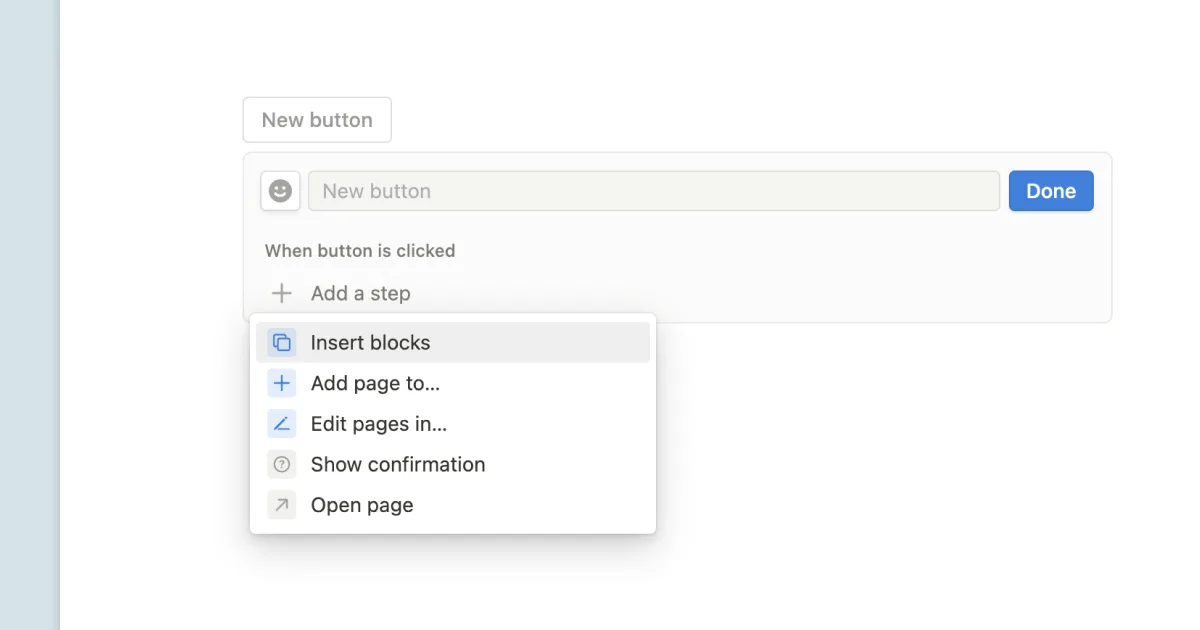 New button
New button
Done
When button is clicked
Add a step
Insert blocks
Add page to...
Edit pages in...
Show confirmation
Open page